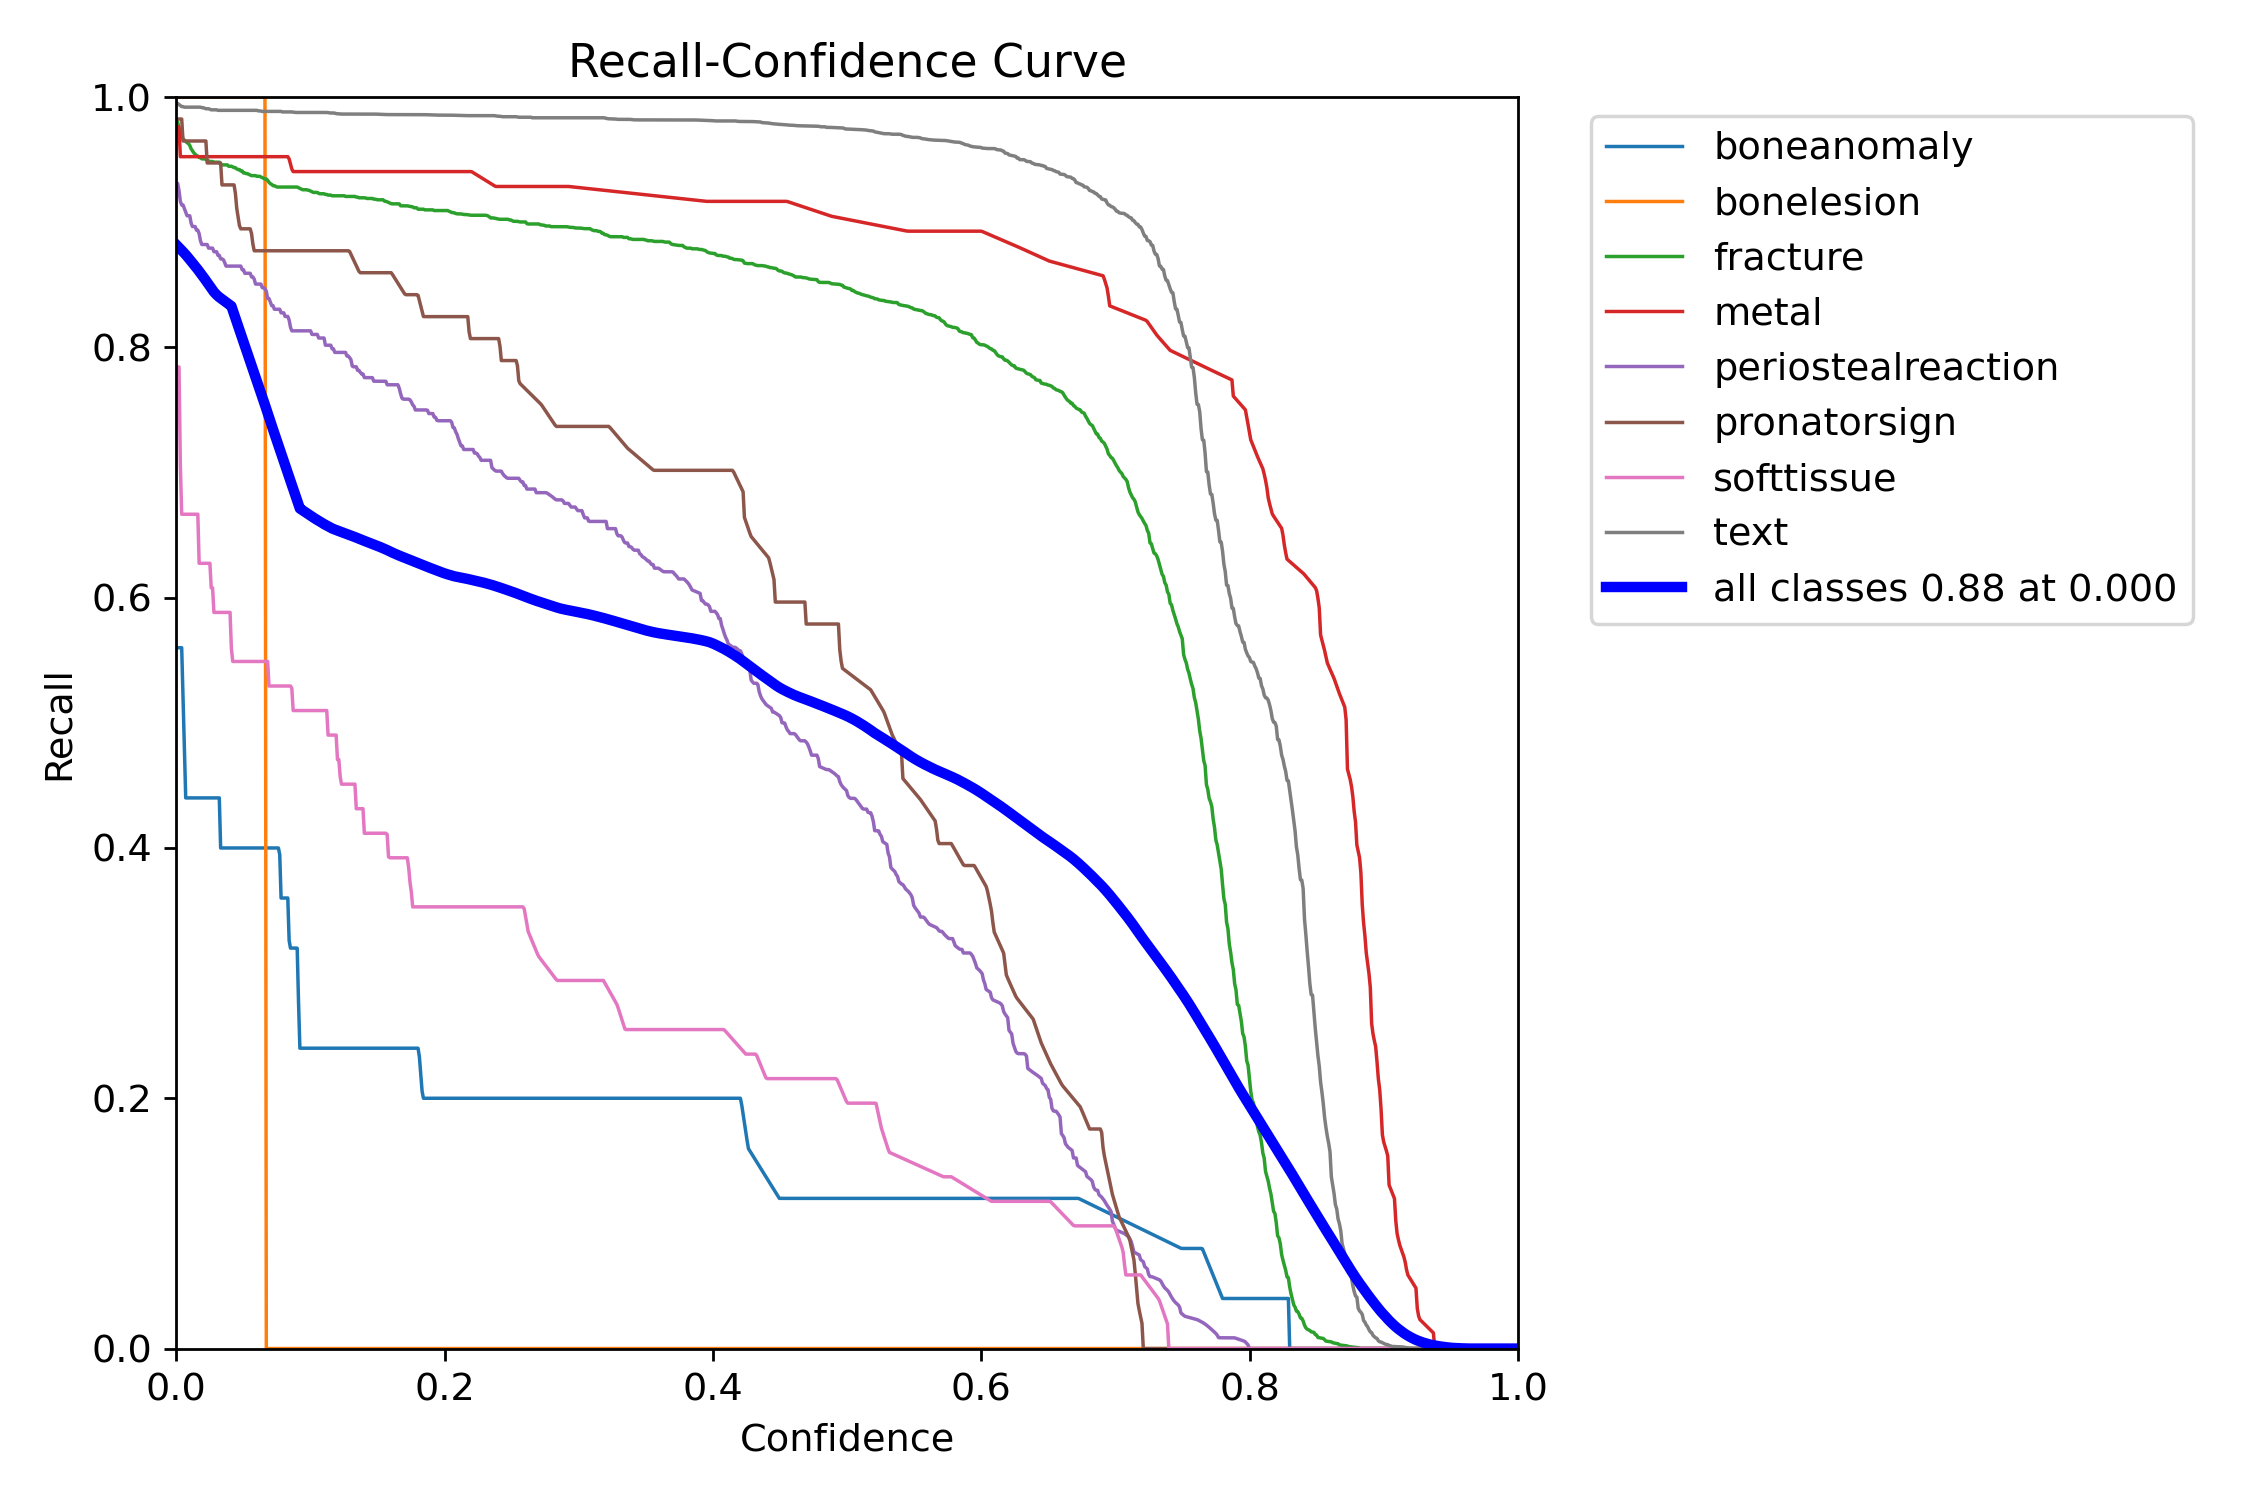 Recall-Confidence Curve
1.0
0.8
0.6
0.4
0.2
0.0
Recall
0.0 0.2 0.4 0.6 0.8 1.0
Confidence
boneanomaly
bonelesion
fracture
metal
periostealreaction
pronatorsign
softtissue
text
all classes 0.88 at 0.000